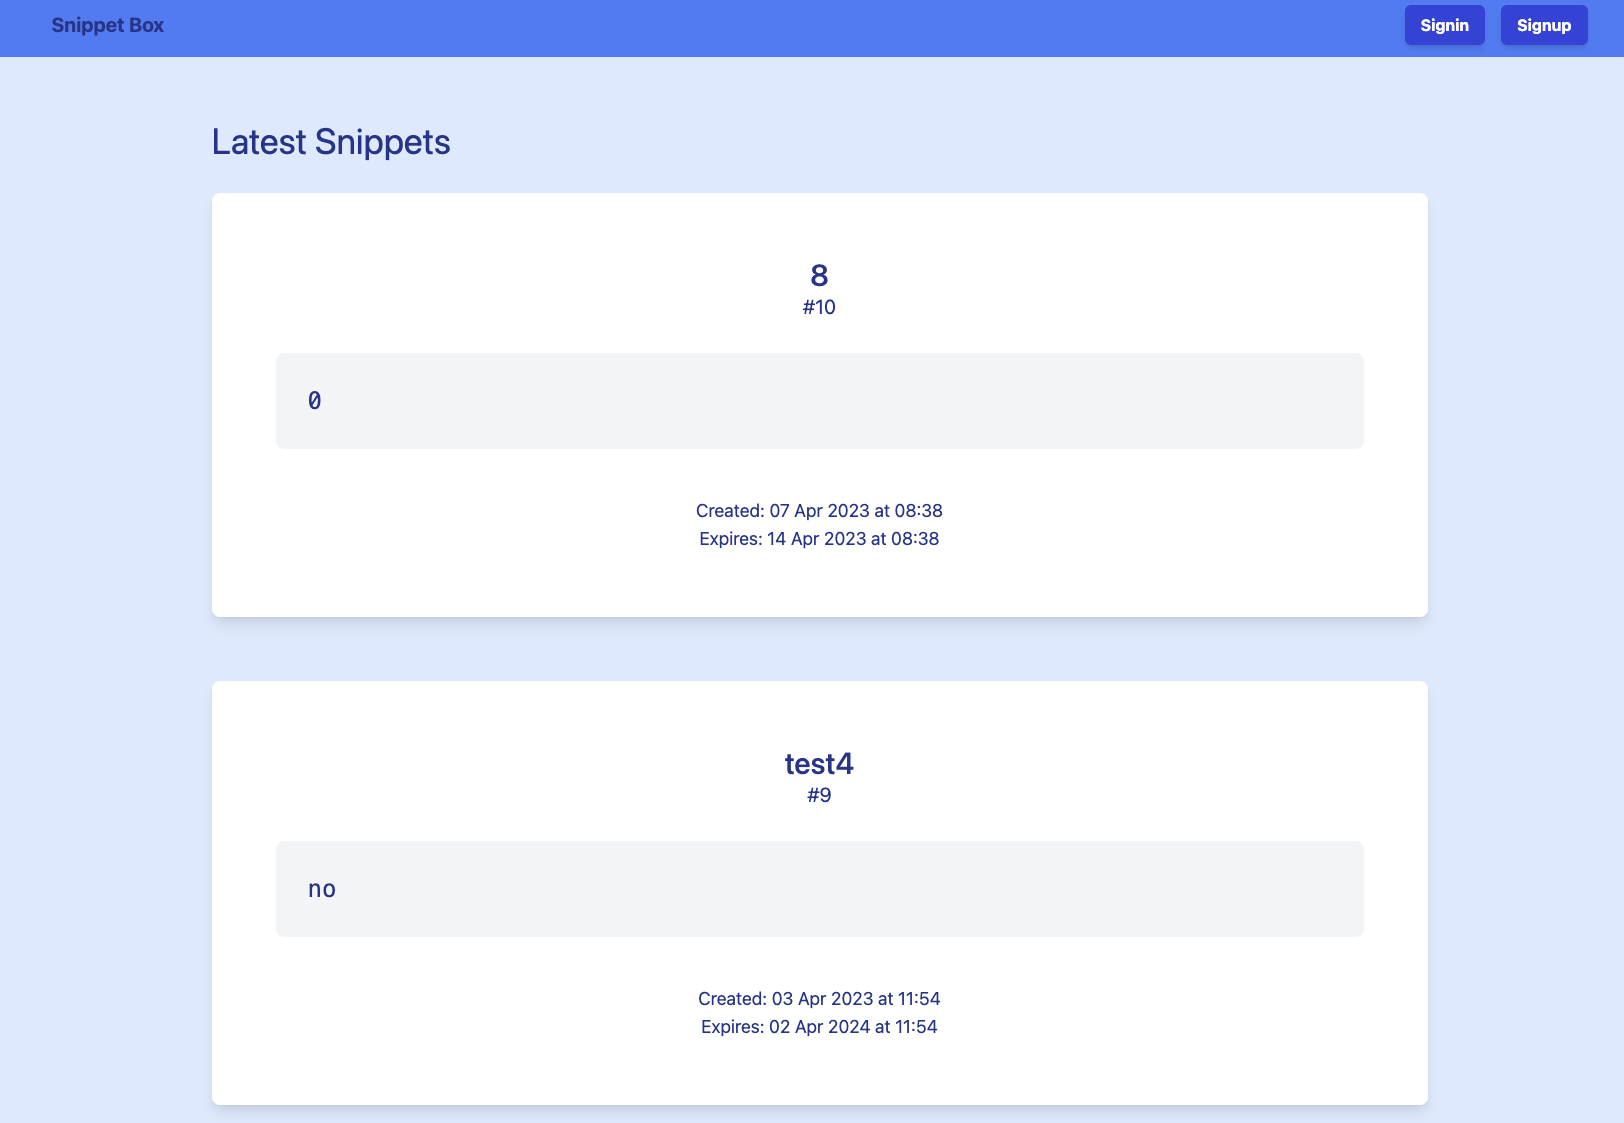 Snippet Box
Signin
Signup
Latest Snippets
8
#10
0
Created: 07 Apr 2023 at 08:38
Expires: 14 Apr 2023 at 08:38
test4
#9
no
Created: 03 Apr 2023 at 11:54
Expires: 02 Apr 2024 at 11:54